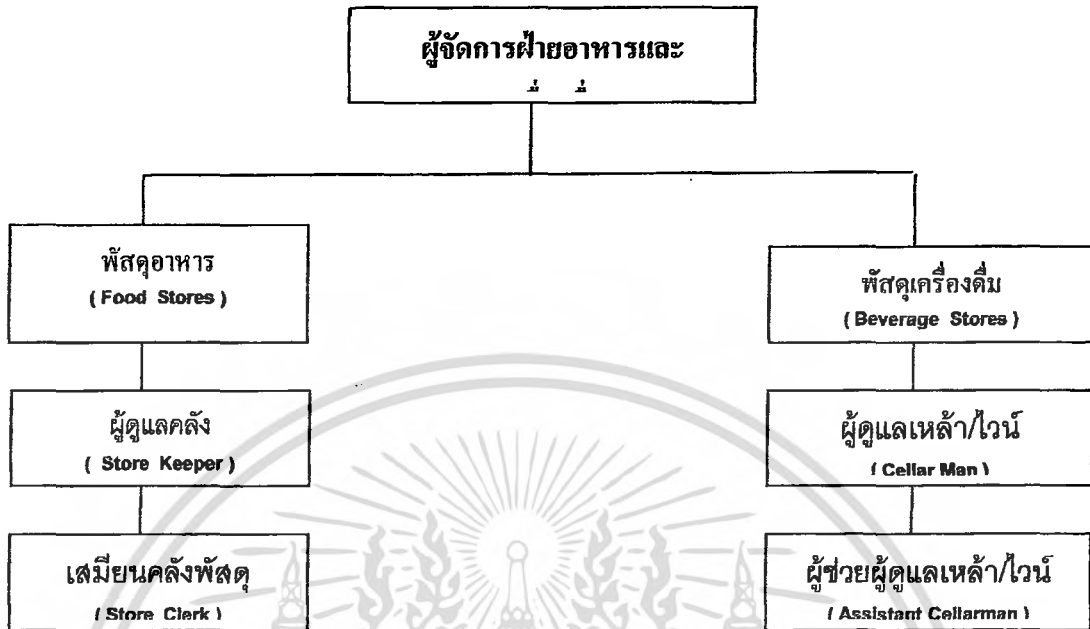 ผู้จัดการฝ่ายอาหารและ
พัสดุอาหาร
( Food Stores )
พัสดุเครื่องดื่ม
( Beverage Stores )
ผู้ดูแลคลัง
( Store Keeper )
ผู้ดูแลเหล้า/ไวน์
( Cellar Man )
เสมียนคลังพัสดุ
( Store Clerk )
ผู้ช่วยผู้ดูแลเหล้า/ไวน์
( Assistant Cellarman )